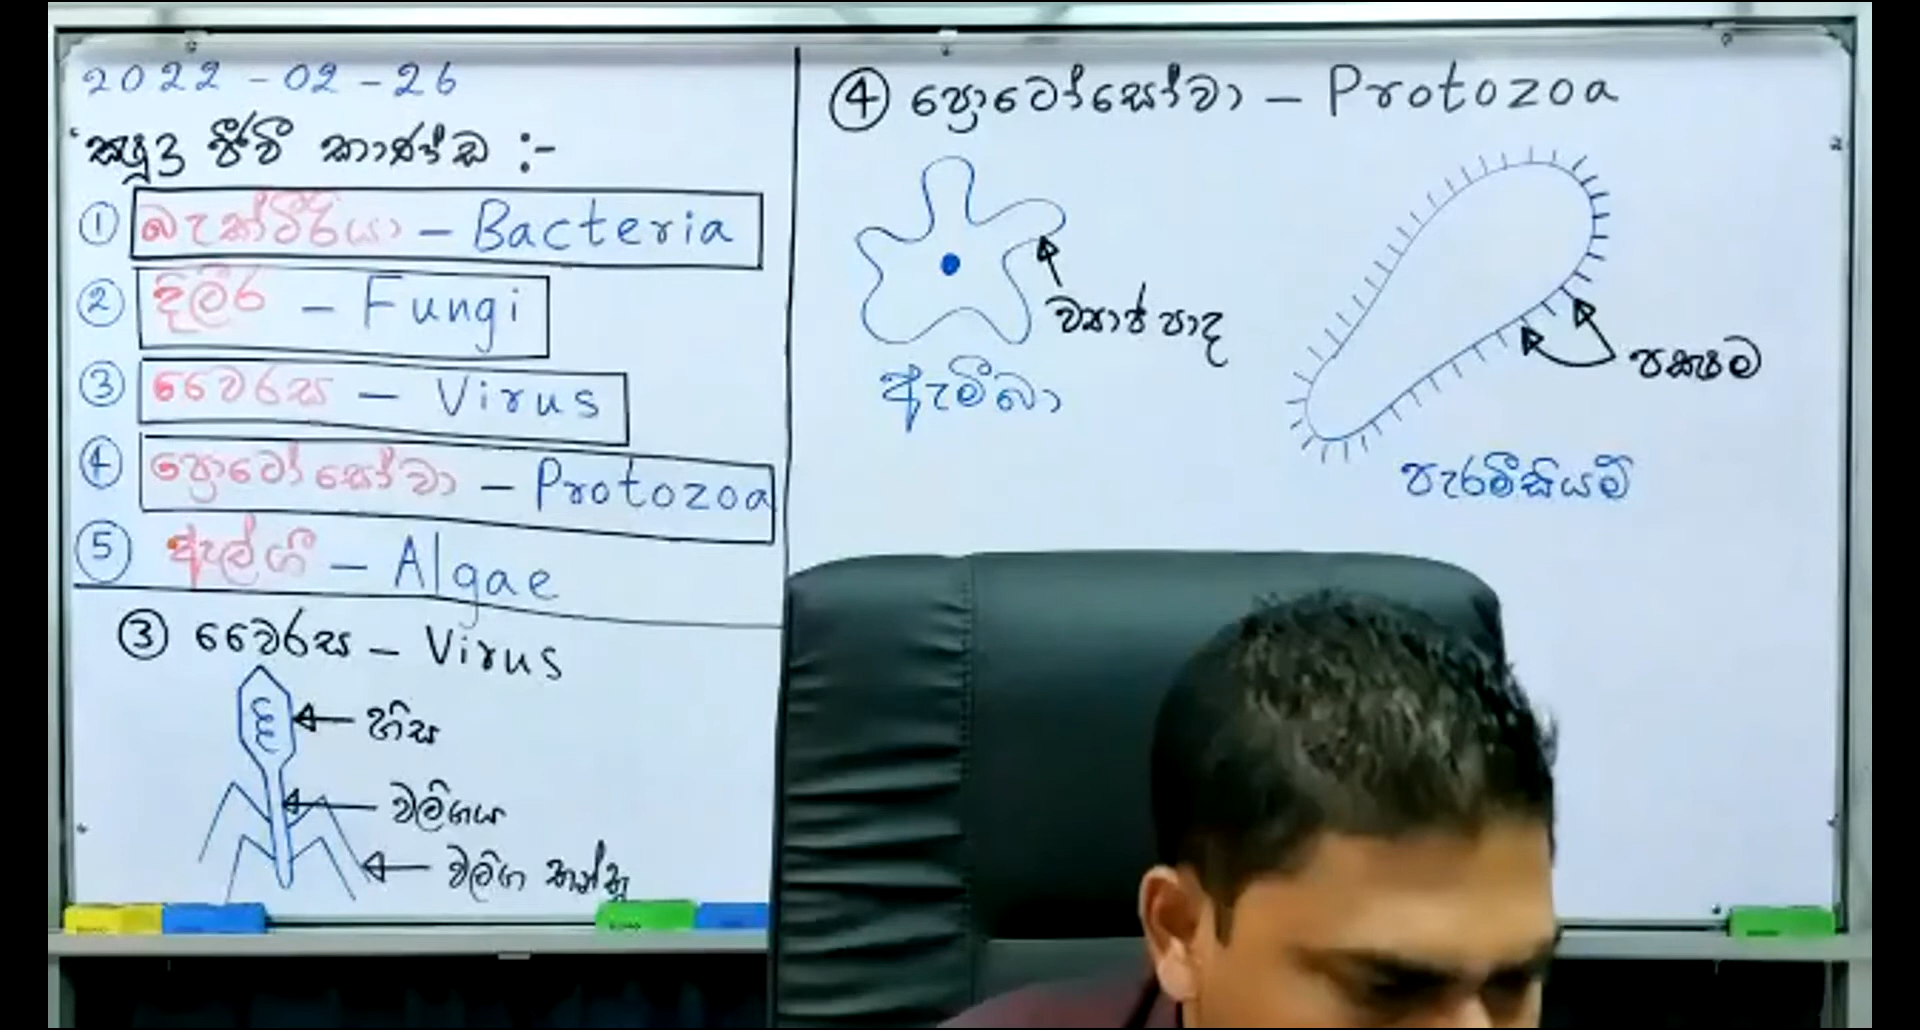 2022-02-26
ක්ෂුද්‍ර ජීවී කාණ්ඩ :-
① බැක්ටීරියා – Bacteria
② දිලීර – Fungi
③ වෛරස – Virus
④ ප්‍රොටෝසෝවා – Protozoa
⑤ ඇල්ගී – Algae
③ වෛරස – Virus
හිස
වලිගය
වලිග තන්තු
④ ප්‍රොටෝසෝවා – Protozoa
ව්‍යාජ පාද
ඇමීබා
පක්ෂ්ම
පැරමීසියම්